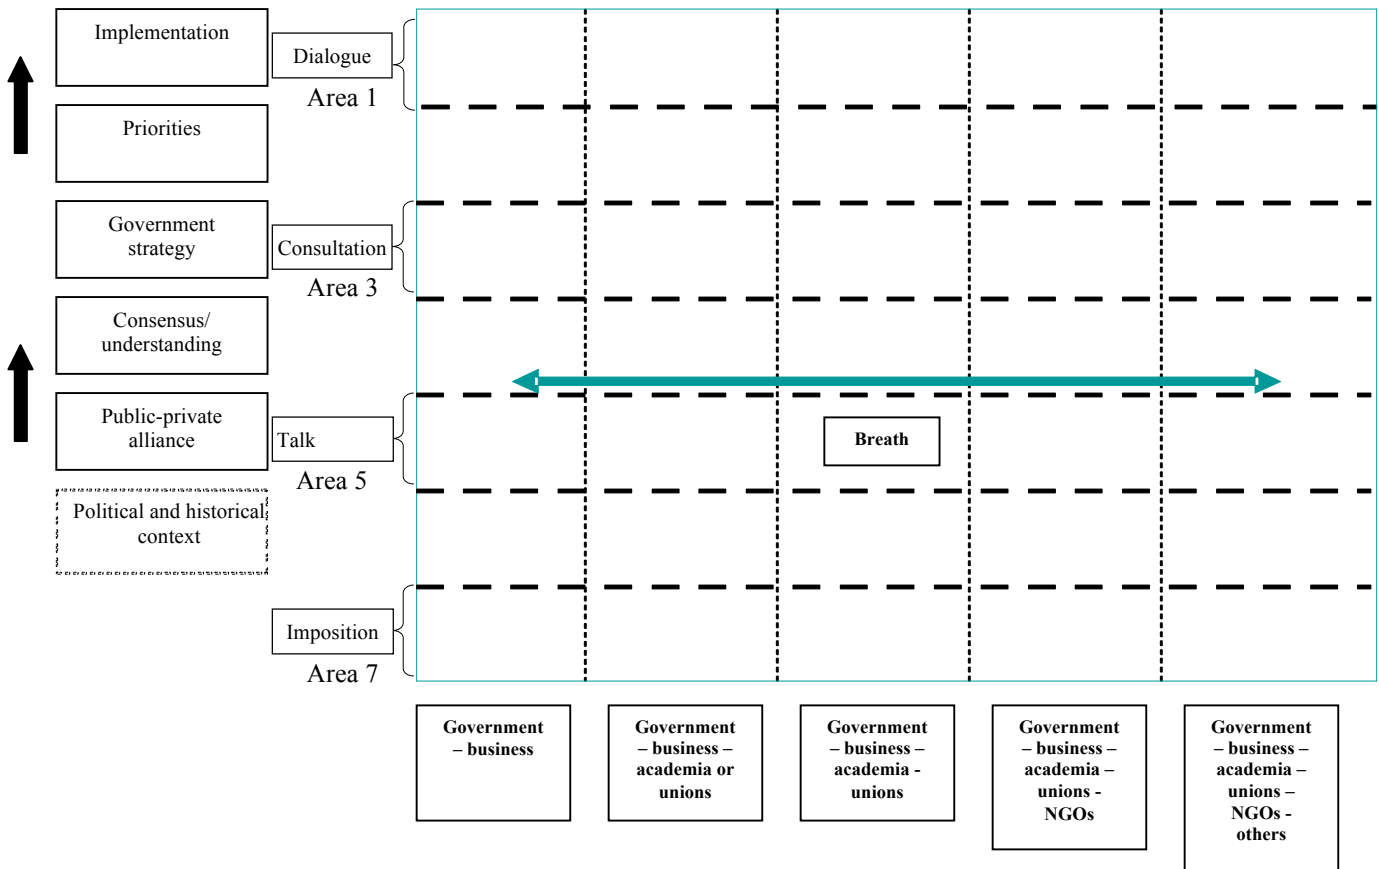 Implementation
Dialogue
Area 1
Priorities
Government
strategy
Consultation
Area 3
Consensus/
understanding
Public-private
alliance
Talk
Area 5
Breath
Political and historical
context
Imposition
Area 7
Government
– business
Government
– business –
academia or
unions
Government
– business –
academia -
unions
Government
– business –
academia –
unions -
NGOs
Government
– business –
academia –
unions –
NGOs -
others